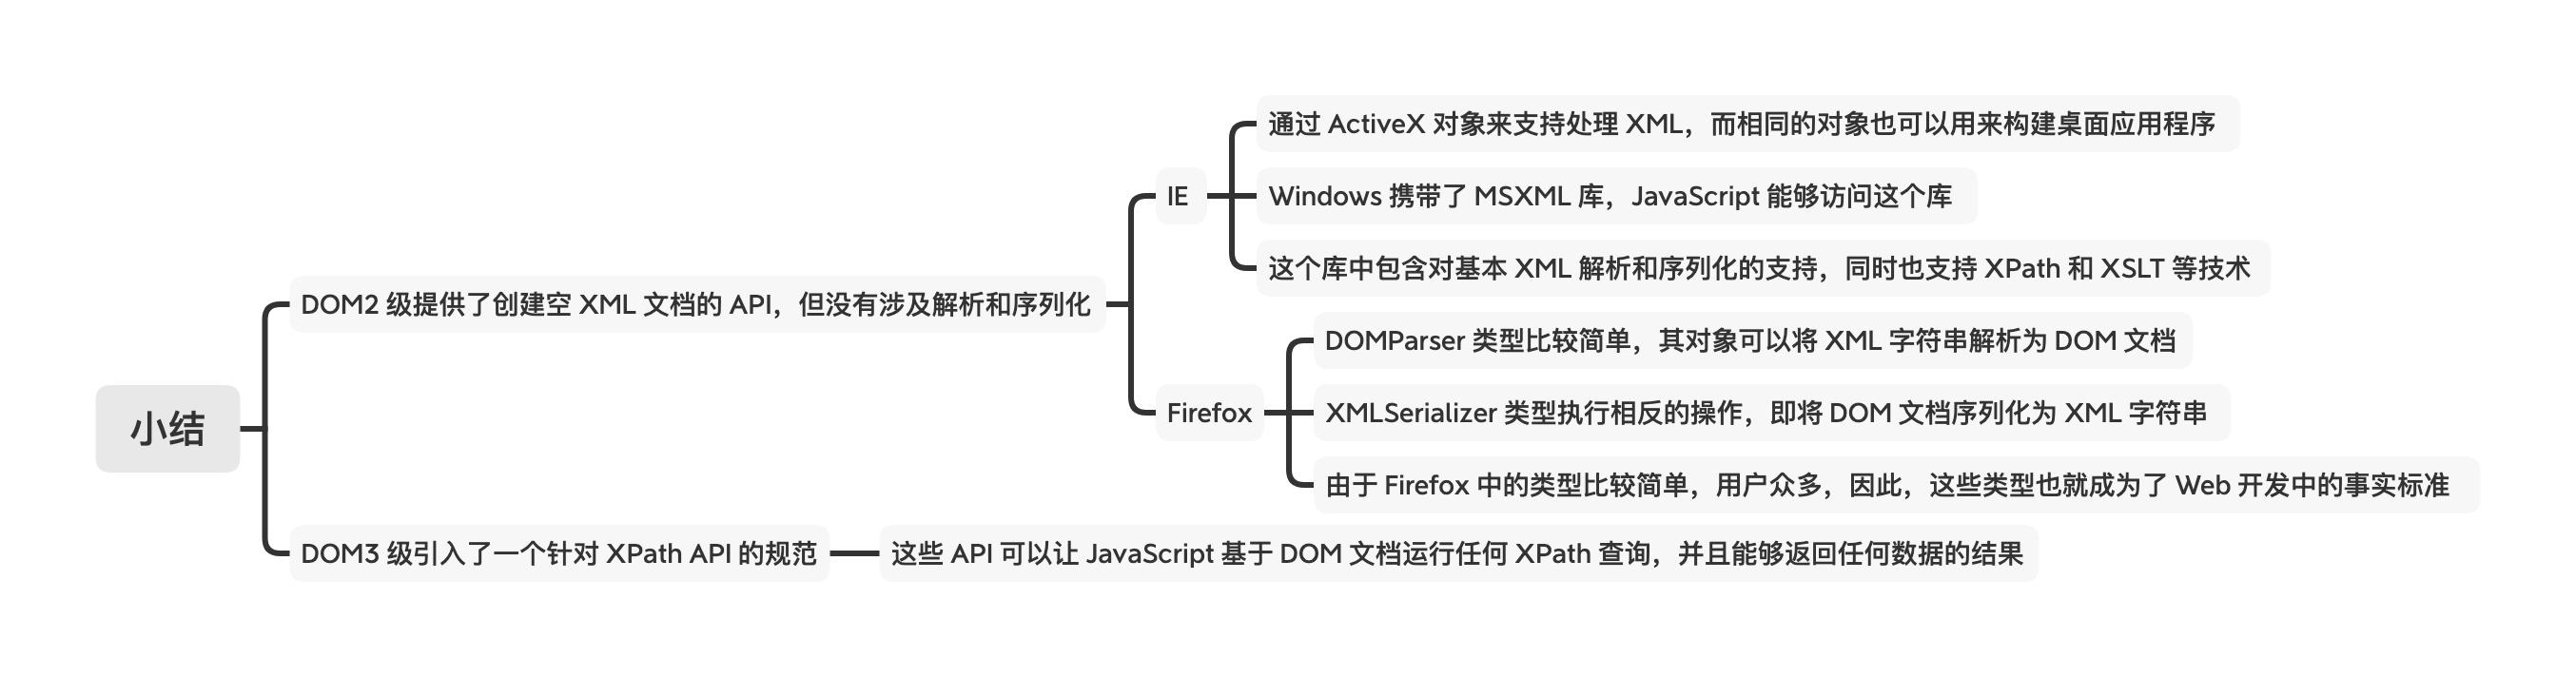 小结
DOM2 级提供了创建空 XML 文档的 API，但没有涉及解析和序列化
IE
通过 ActiveX 对象来支持处理 XML，而相同的对象也可以用来构建桌面应用程序
Windows 携带了 MSXML 库，JavaScript 能够访问这个库
这个库中包含对基本 XML 解析和序列化的支持，同时也支持 XPath 和 XSLT 等技术
Firefox
DOMParser 类型比较简单，其对象可以将 XML 字符串解析为 DOM 文档
XMLSerializer 类型执行相反的操作，即将 DOM 文档序列化为 XML 字符串
由于 Firefox 中的类型比较简单，用户众多，因此，这些类型也就成为了 Web 开发中的事实标准
DOM3 级引入了一个针对 XPath API 的规范
这些 API 可以让 JavaScript 基于 DOM 文档运行任何 XPath 查询，并且能够返回任何数据的结果